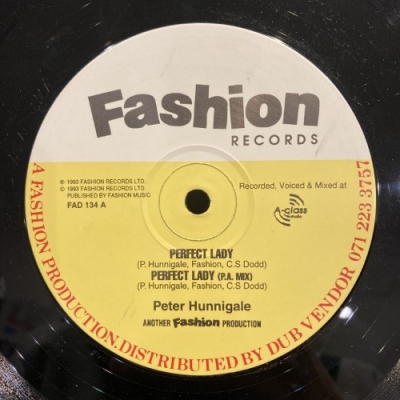 Fashion
RECORDS
℗ 1993 FASHION RECORDS LTD.
© 1993 FASHION RECORDS LTD.
PUBLISHED BY FASHION MUSIC
FAD 134 A
Recorded, Voiced & Mixed at
A-class
studio
PERFECT LADY
(P. Hunnigale, Fashion, C.S Dodd)
PERFECT LADY (P.A. MIX)
(P. Hunnigale, Fashion, C.S Dodd)
Peter Hunnigale
ANOTHER Fashion PRODUCTION
A FASHION PRODUCTION. DISTRIBUTED BY DUB VENDOR 071 223 3757